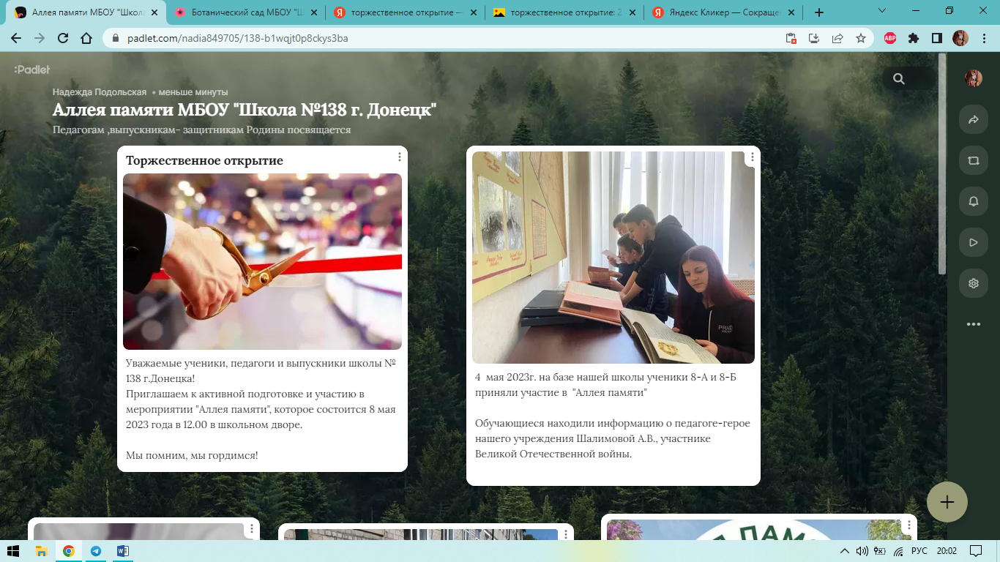 Аллея памяти МБОУ "Школа
Ботанический сад МБОУ "Ш
торжественное открытие —
торжественное открытие: 2
Яндекс Кликер — Сокраще
padlet.com/nadia849705/138-b1wqjt0p8ckys3ba
ABP
:Padlet
Надежда Подольская • меньше минуты
Аллея памяти МБОУ "Школа №138 г. Донецк"
Педагогам ,выпускникам- защитникам Родины посвящается
Торжественное открытие
Уважаемые ученики, педагоги и выпускники школы №
138 г.Донецка!
Приглашаем к активной подготовке и участию в
мероприятии "Аллея памяти", которое состоится 8 мая
2023 года в 12.00 в школьном дворе.
Мы помним, мы гордимся!
PRADA
4 мая 2023г. на базе нашей школы ученики 8-А и 8-Б
приняли участие в "Аллея памяти"
Обучающиеся находили информацию о педагоге-герое
нашего учреждения Шалимовой А.В., участнике
Великой Отечественной войны.
РУС
20:02